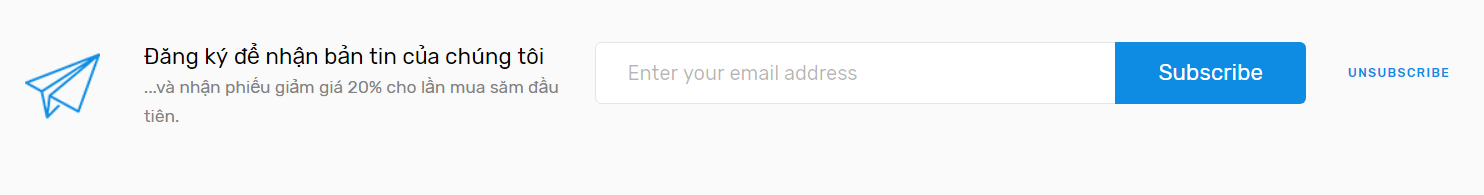 Đăng ký để nhận bản tin của chúng tôi
...và nhận phiếu giảm giá 20% cho lần mua săm đầu
tiên.
Enter your email address
Subscribe
UNSUBSCRIBE